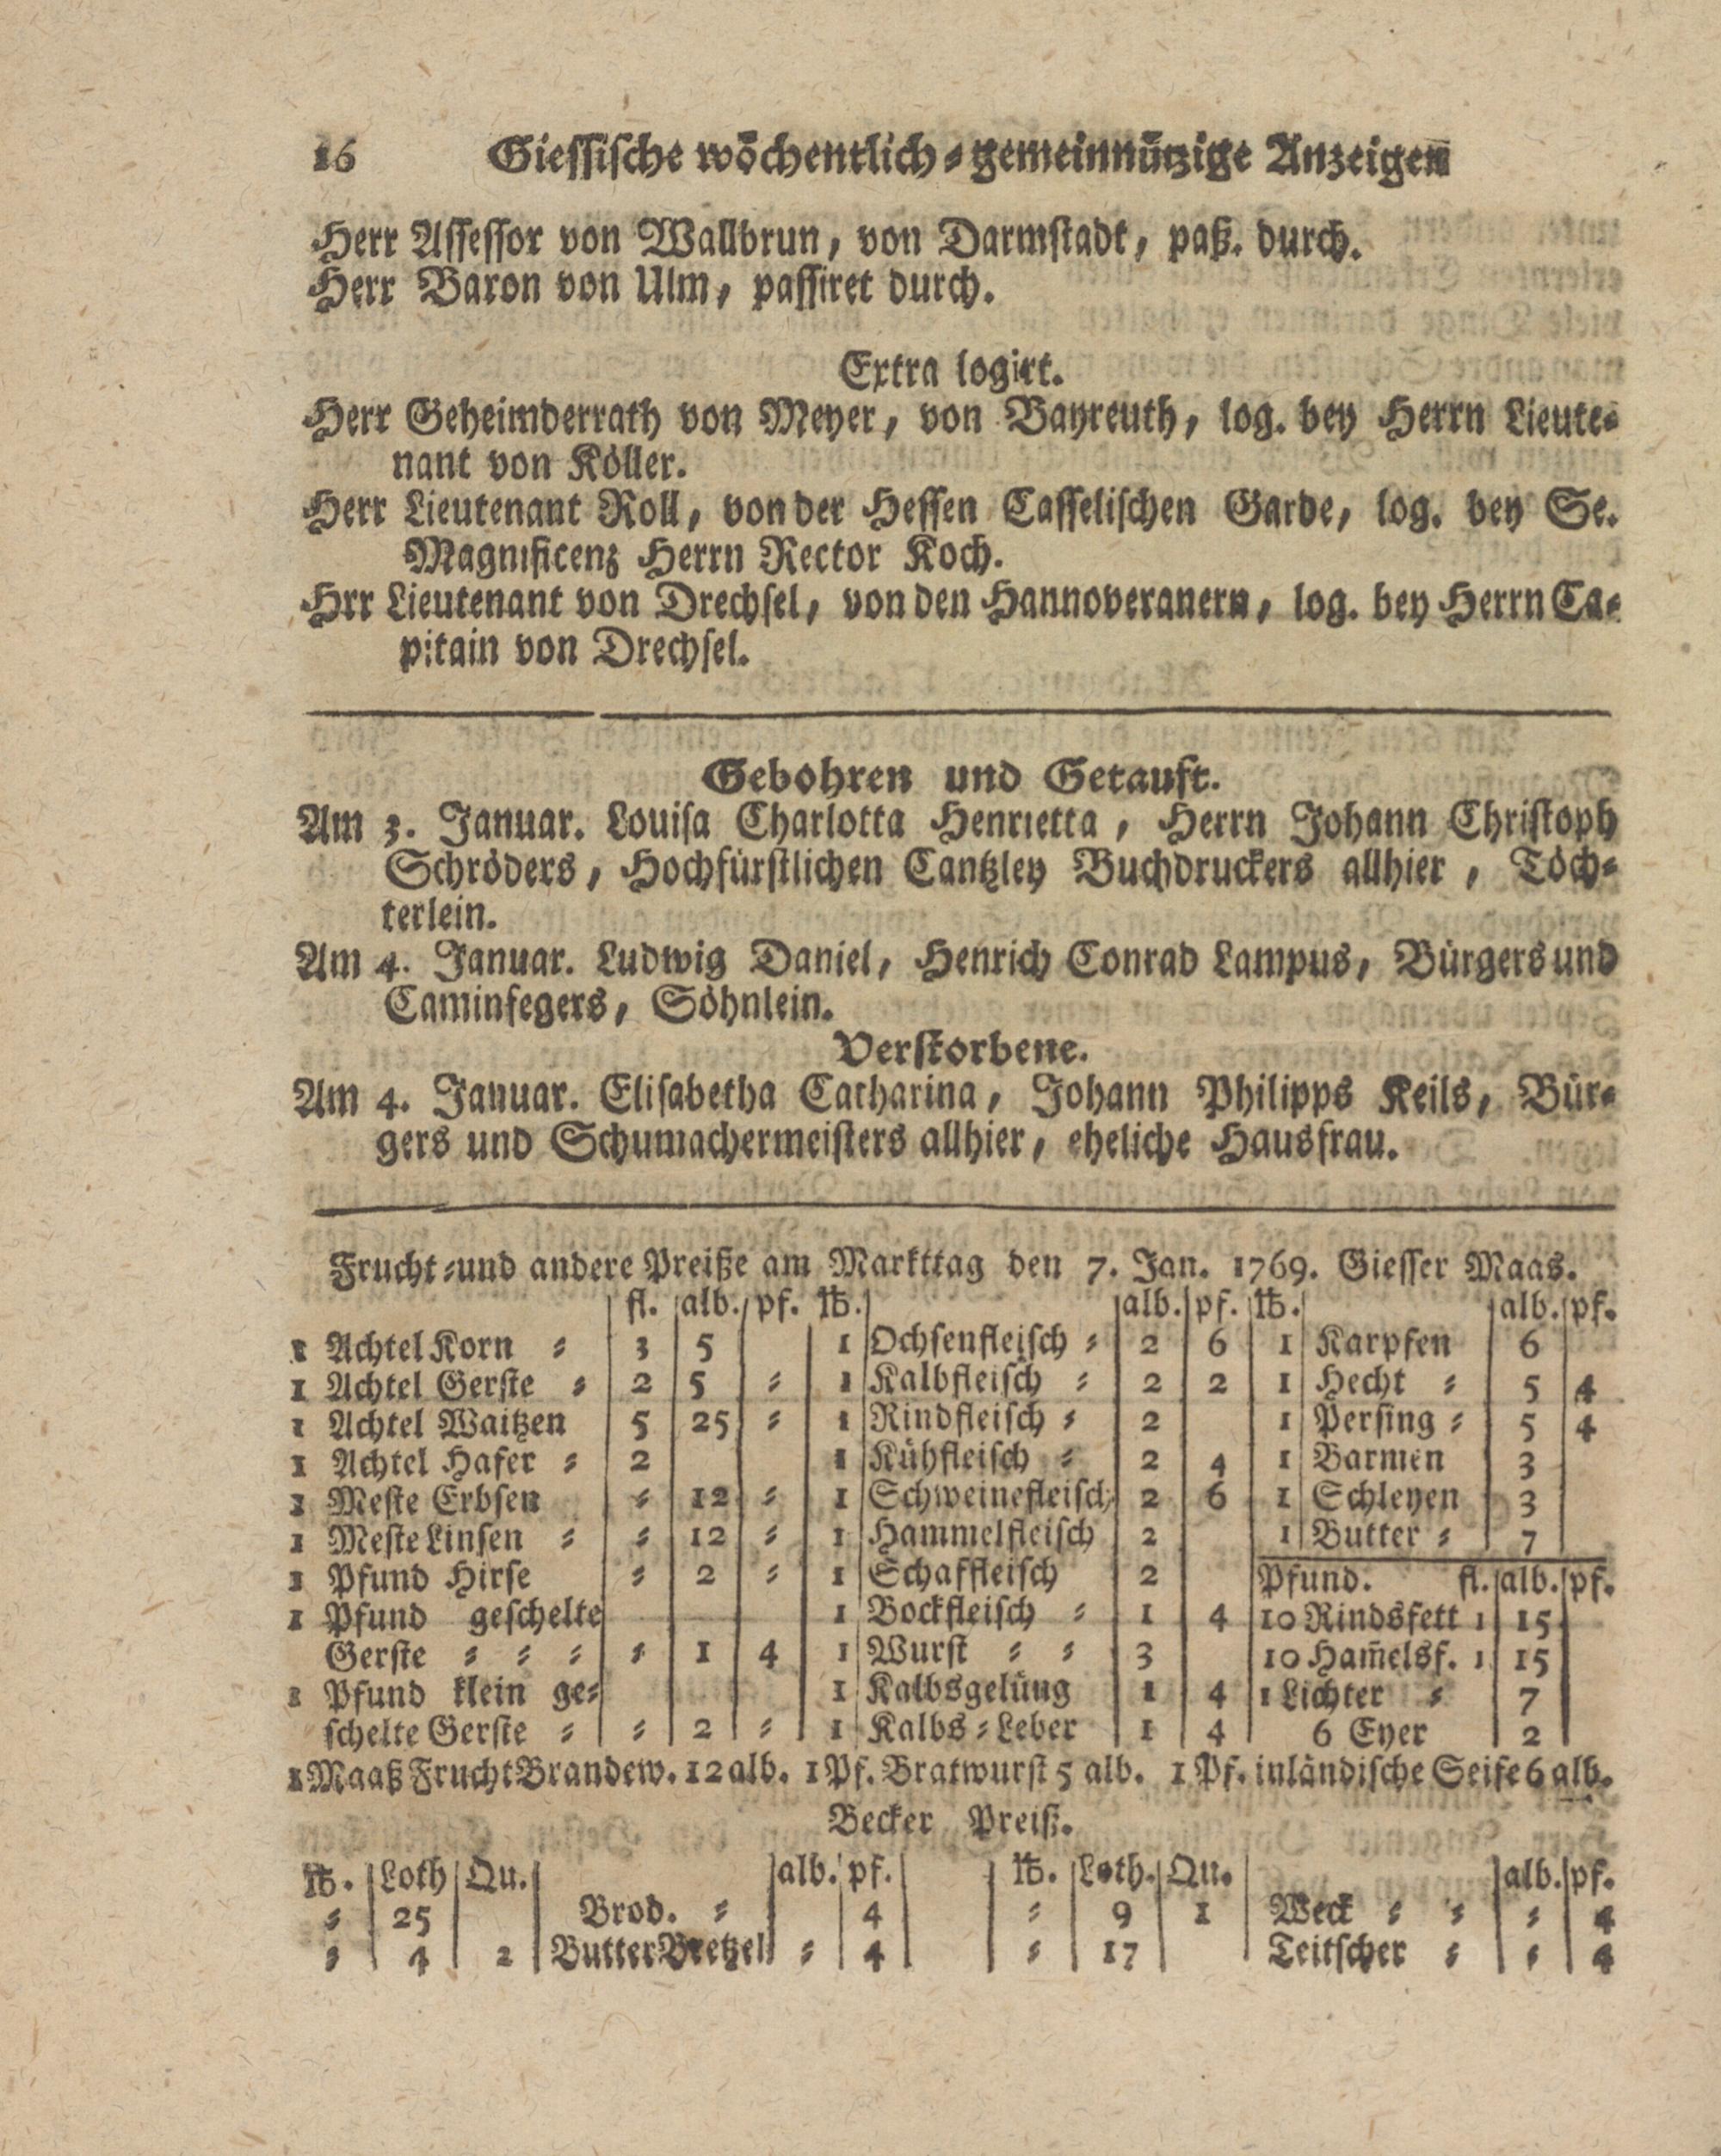 16 Giessische wöchentlich-gemeinnützige Anzeigen
Herr Assessor von Wallbrun, von Darmstadt, paß. durch.
Herr Baron von Ulm, passiret durch.
Extra logirt.
Herr Geheimderrath von Meyer, von Bayreuth, log. bey Herrn Lieute-
nant von Köller.
Herr Lieutenant Roll, von der Hessen Casselischen Garde, log. bey Se.
Magnificenz Herrn Rector Koch.
Hrr Lieutenant von Drechsel, von den Hannoveranern, log. bey Herrn Ca-
pitain von Drechsel.
Gebohren und Getauft.
Am 3. Januar. Louisa Charlotta Henrietta, Herrn Johann Christoph
Schröders, Hochfürstlichen Cantzley Buchdruckers allhier, Töch-
terlein.
Am 4. Januar. Ludwig Daniel, Henrich Conrad Lampus, Bürgers und
Caminfegers, Söhnlein.
Verstorbene.
Am 4. Januar. Elisabetha Catharina, Johann Philipps Keils, Bür-
gers und Schumachermeisters allhier, eheliche Hausfrau.
Frucht-und andere Preiße am Markttag den 7. Jan. 1769. Giesser Maas.
fl. alb. pf. ℔. alb. pf. ℔. alb. pf.
1 Achtel Korn = 3 5 1 Ochsenfleisch = 2 6 1 Karpfen 6
1 Achtel Gerste = 2 5 = 1 Kalbfleisch = 2 2 1 Hecht = 5 4
1 Achtel Waitzen 5 25 = 1 Rindfleisch = 2 1 Persing = 5 4
1 Achtel Hafer = 2 1 Kühfleisch = 2 4 1 Barmen 3
1 Meste Erbsen = 12 = 1 Schweinefleisch 2 6 1 Schleyen 3
1 Meste Linsen = = 12 = 1 Hammelfleisch 2 1 Butter = 7
1 Pfund Hirse = 2 = 1 Schaffleisch 2 Pfund. fl. alb. pf.
1 Pfund geschelte 1 Bockfleisch = 1 4 10 Rindsfett 1 15
Gerste = = = = 1 4 1 Wurst = = 3 10 Ham̄elsf. 1 15
1 Pfund klein ge= 1 Kalbsgelüng 1 4 1 Lichter = 7
schelte Gerste = = 2 = 1 Kalbs=Leber 1 4 6 Eyer 2
1 Maaß Frucht Brandew. 12 alb. 1 Pf. Bratwurst 5 alb. 1 Pf. inländische Seife 6 alb.
Becker Preiß.
℔. Loth Qu. alb. pf. ℔. Loth. Qu. alb. pf.
= 25 Brod. = 4 = 9 1 Weck = = = 4
= 4 2 Butter Bretzel = 4 = 17 Teitscher = = 4